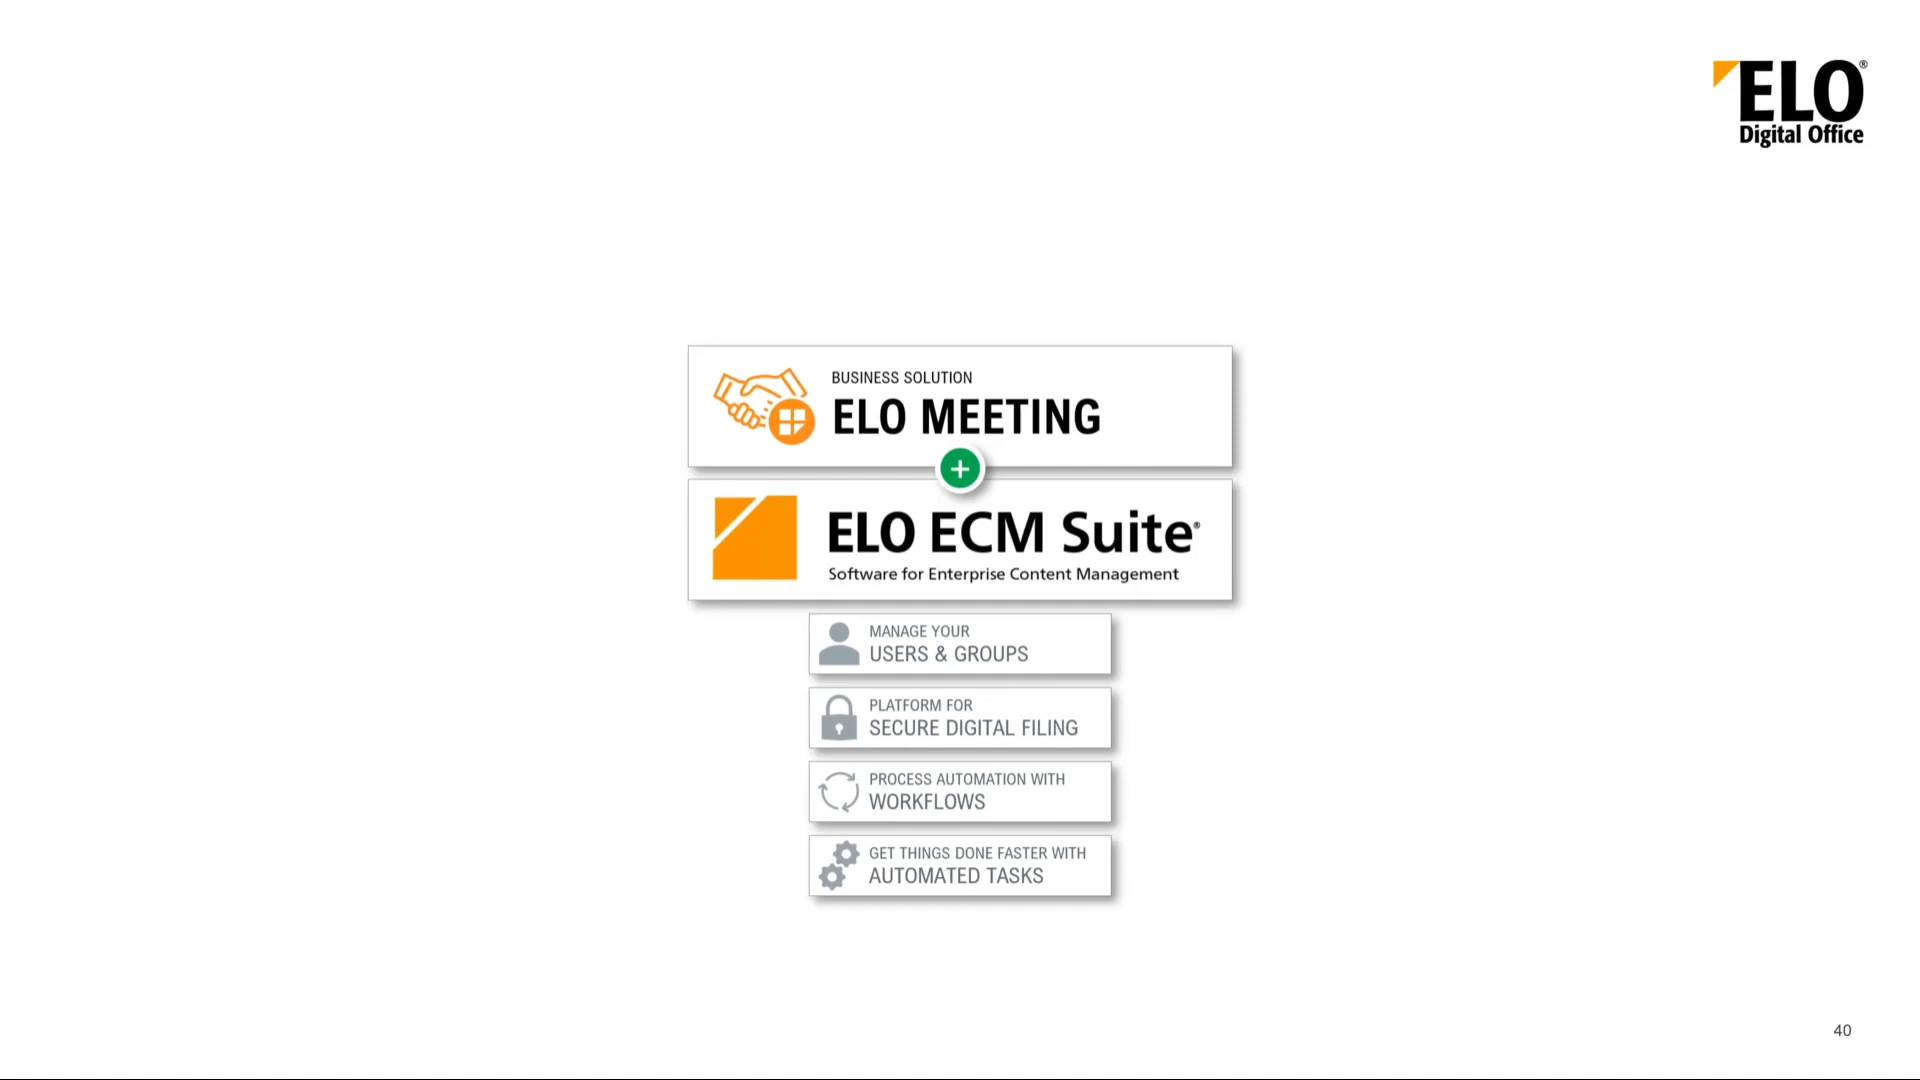 ELO®
Digital Office
BUSINESS SOLUTION
ELO MEETING
ELO ECM Suite®
Software for Enterprise Content Management
MANAGE YOUR
USERS & GROUPS
PLATFORM FOR
SECURE DIGITAL FILING
PROCESS AUTOMATION WITH
WORKFLOWS
GET THINGS DONE FASTER WITH
AUTOMATED TASKS
40